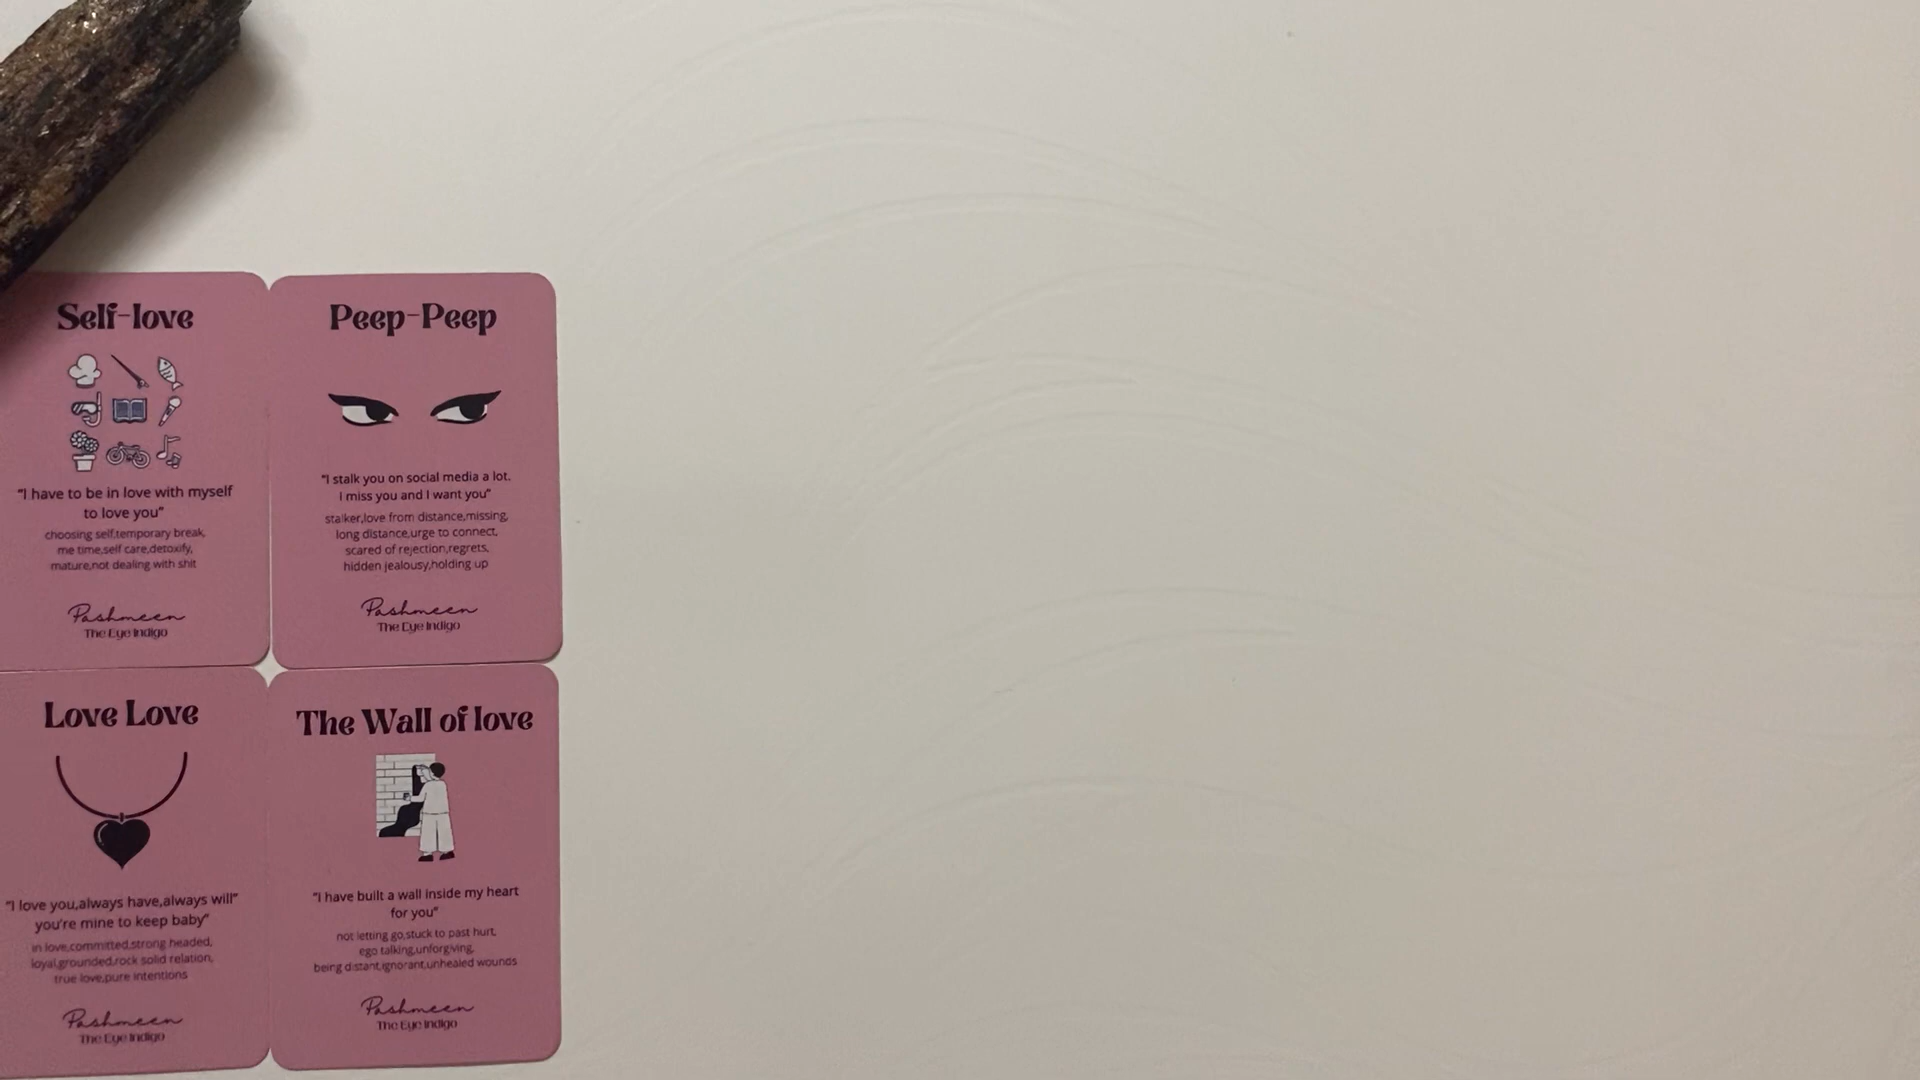 Self-love
"I have to be in love with myself
to love you"
choosing self,temporary break,
me time,self care,detoxify,
mature,not dealing with shit
Pashmeen
The Eye Indigo
Peep-Peep
"I stalk you on social media a lot.
I miss you and I want you"
stalker,love from distance,missing,
long distance,urge to connect,
scared of rejection,regrets,
hidden jealousy,holding up
Pashmeen
The Eye Indigo
Love Love
"I love you,always have,always will"
you're mine to keep baby"
in love,committed,strong headed,
loyal,grounded,rock solid relation,
true love,pure intentions
Pashmeen
The Eye Indigo
The Wall of love
"I have built a wall inside my heart
for you"
not letting go,stuck to past hurt,
ego talking,unforgiving,
being distant,ignorant,unhealed wounds
Pashmeen
The Eye Indigo